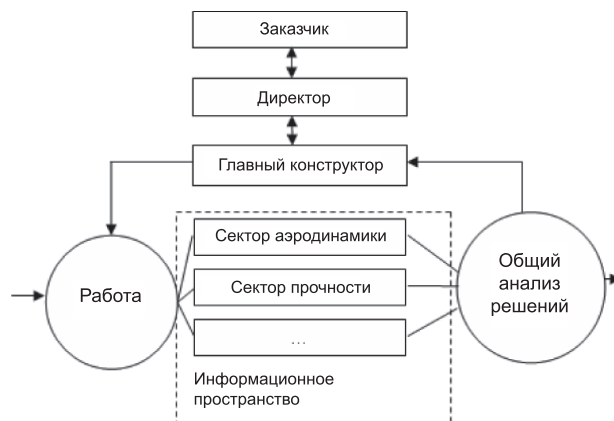 Заказчик
Директор
Главный конструктор
Сектор аэродинамики
Работа
Сектор прочности
Общий
анализ
решений
...
Информационное
пространство